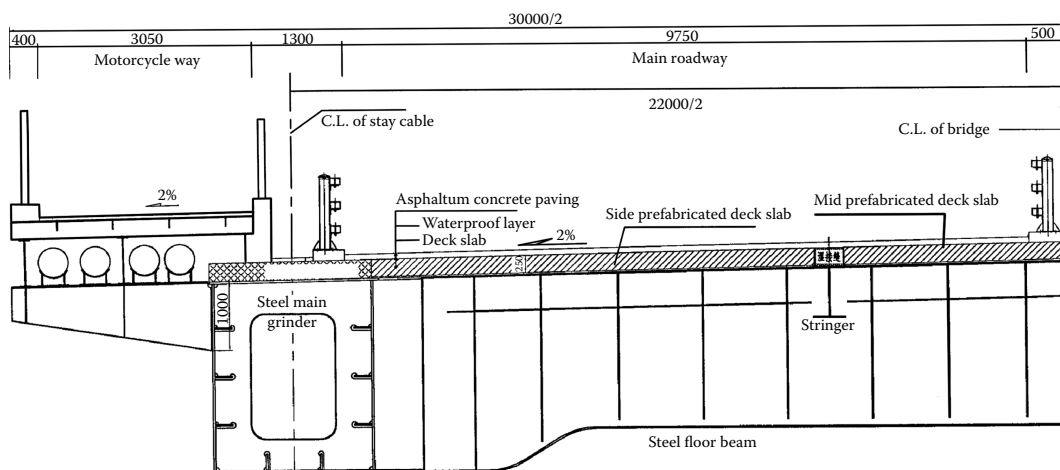 30000/2
400
3050
1300
9750
500
Motorcycle way
Main roadway
22000/2
C.L. of stay cable
C.L. of bridge
2%
Asphaltum concrete paving
Waterproof layer
Deck slab
2%
Side prefabricated deck slab
Mid prefabricated deck slab
250
1000
Steel main
grinder
Stringer
Steel floor beam